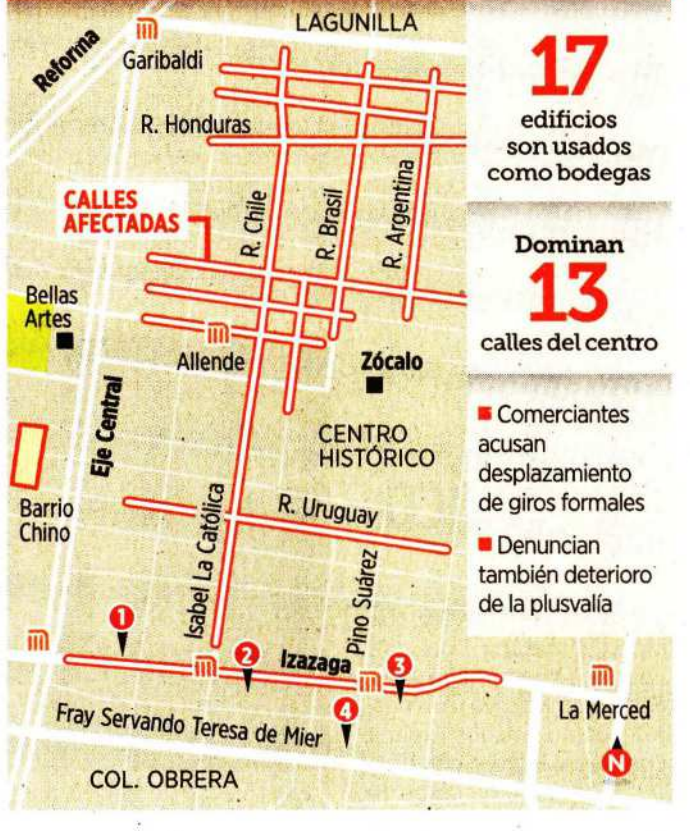 LAGUNILLA
Reforma
Garibaldi
R. Honduras
CALLES
AFECTADAS
R. Chile
R. Brasil
R. Argentina
Bellas
Artes
Allende
Zócalo
Eje Central
CENTRO
HISTÓRICO
Barrio
Chino
Isabel La Católica
R. Uruguay
Pino Suárez
1
2
Izazaga
3
4
Fray Servando Teresa de Mier
La Merced
N
COL. OBRERA
17
edificios
son usados
como bodegas
Dominan
13
calles del centro
Comerciantes
acusan
desplazamiento
de giros formales
Denuncian
también deterioro
de la plusvalía